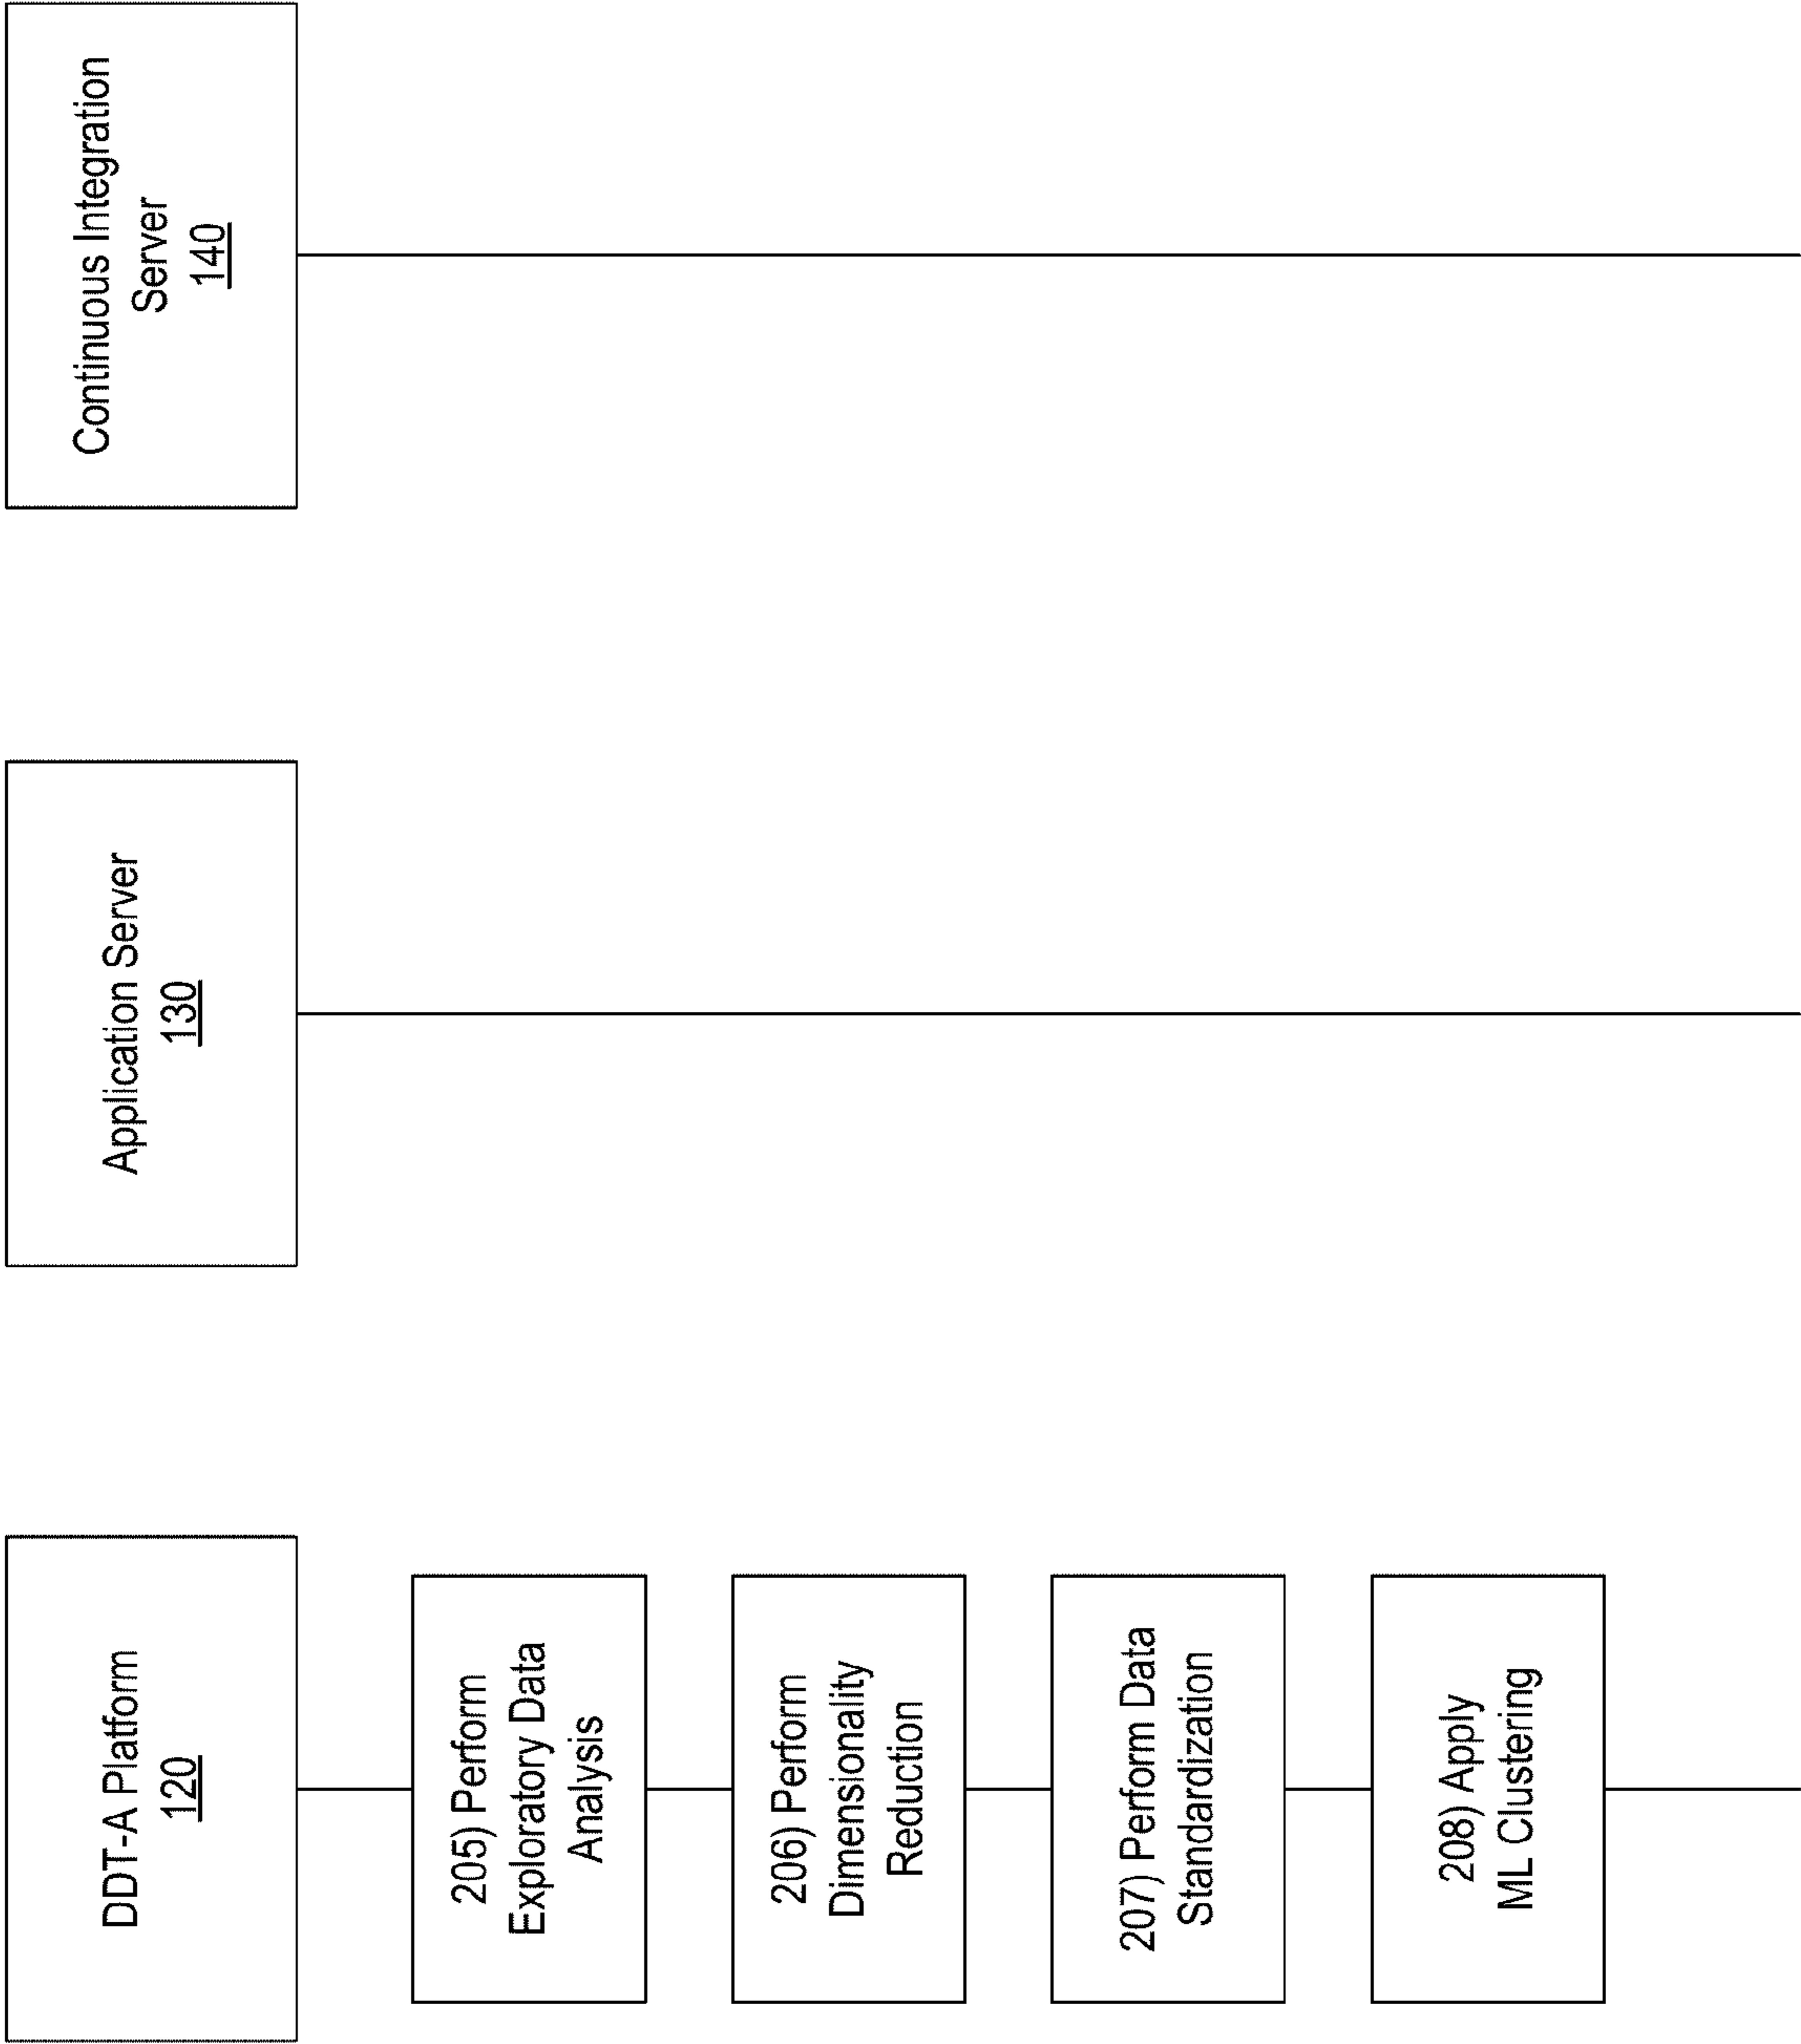 DDT-A Platform
120
Application Server
130
Continuous Integration
Server
140
205) Perform
Exploratory Data
Analysis
206) Perform
Dimensionality
Reduction
207) Perform Data
Standardization
208) Apply
ML Clustering